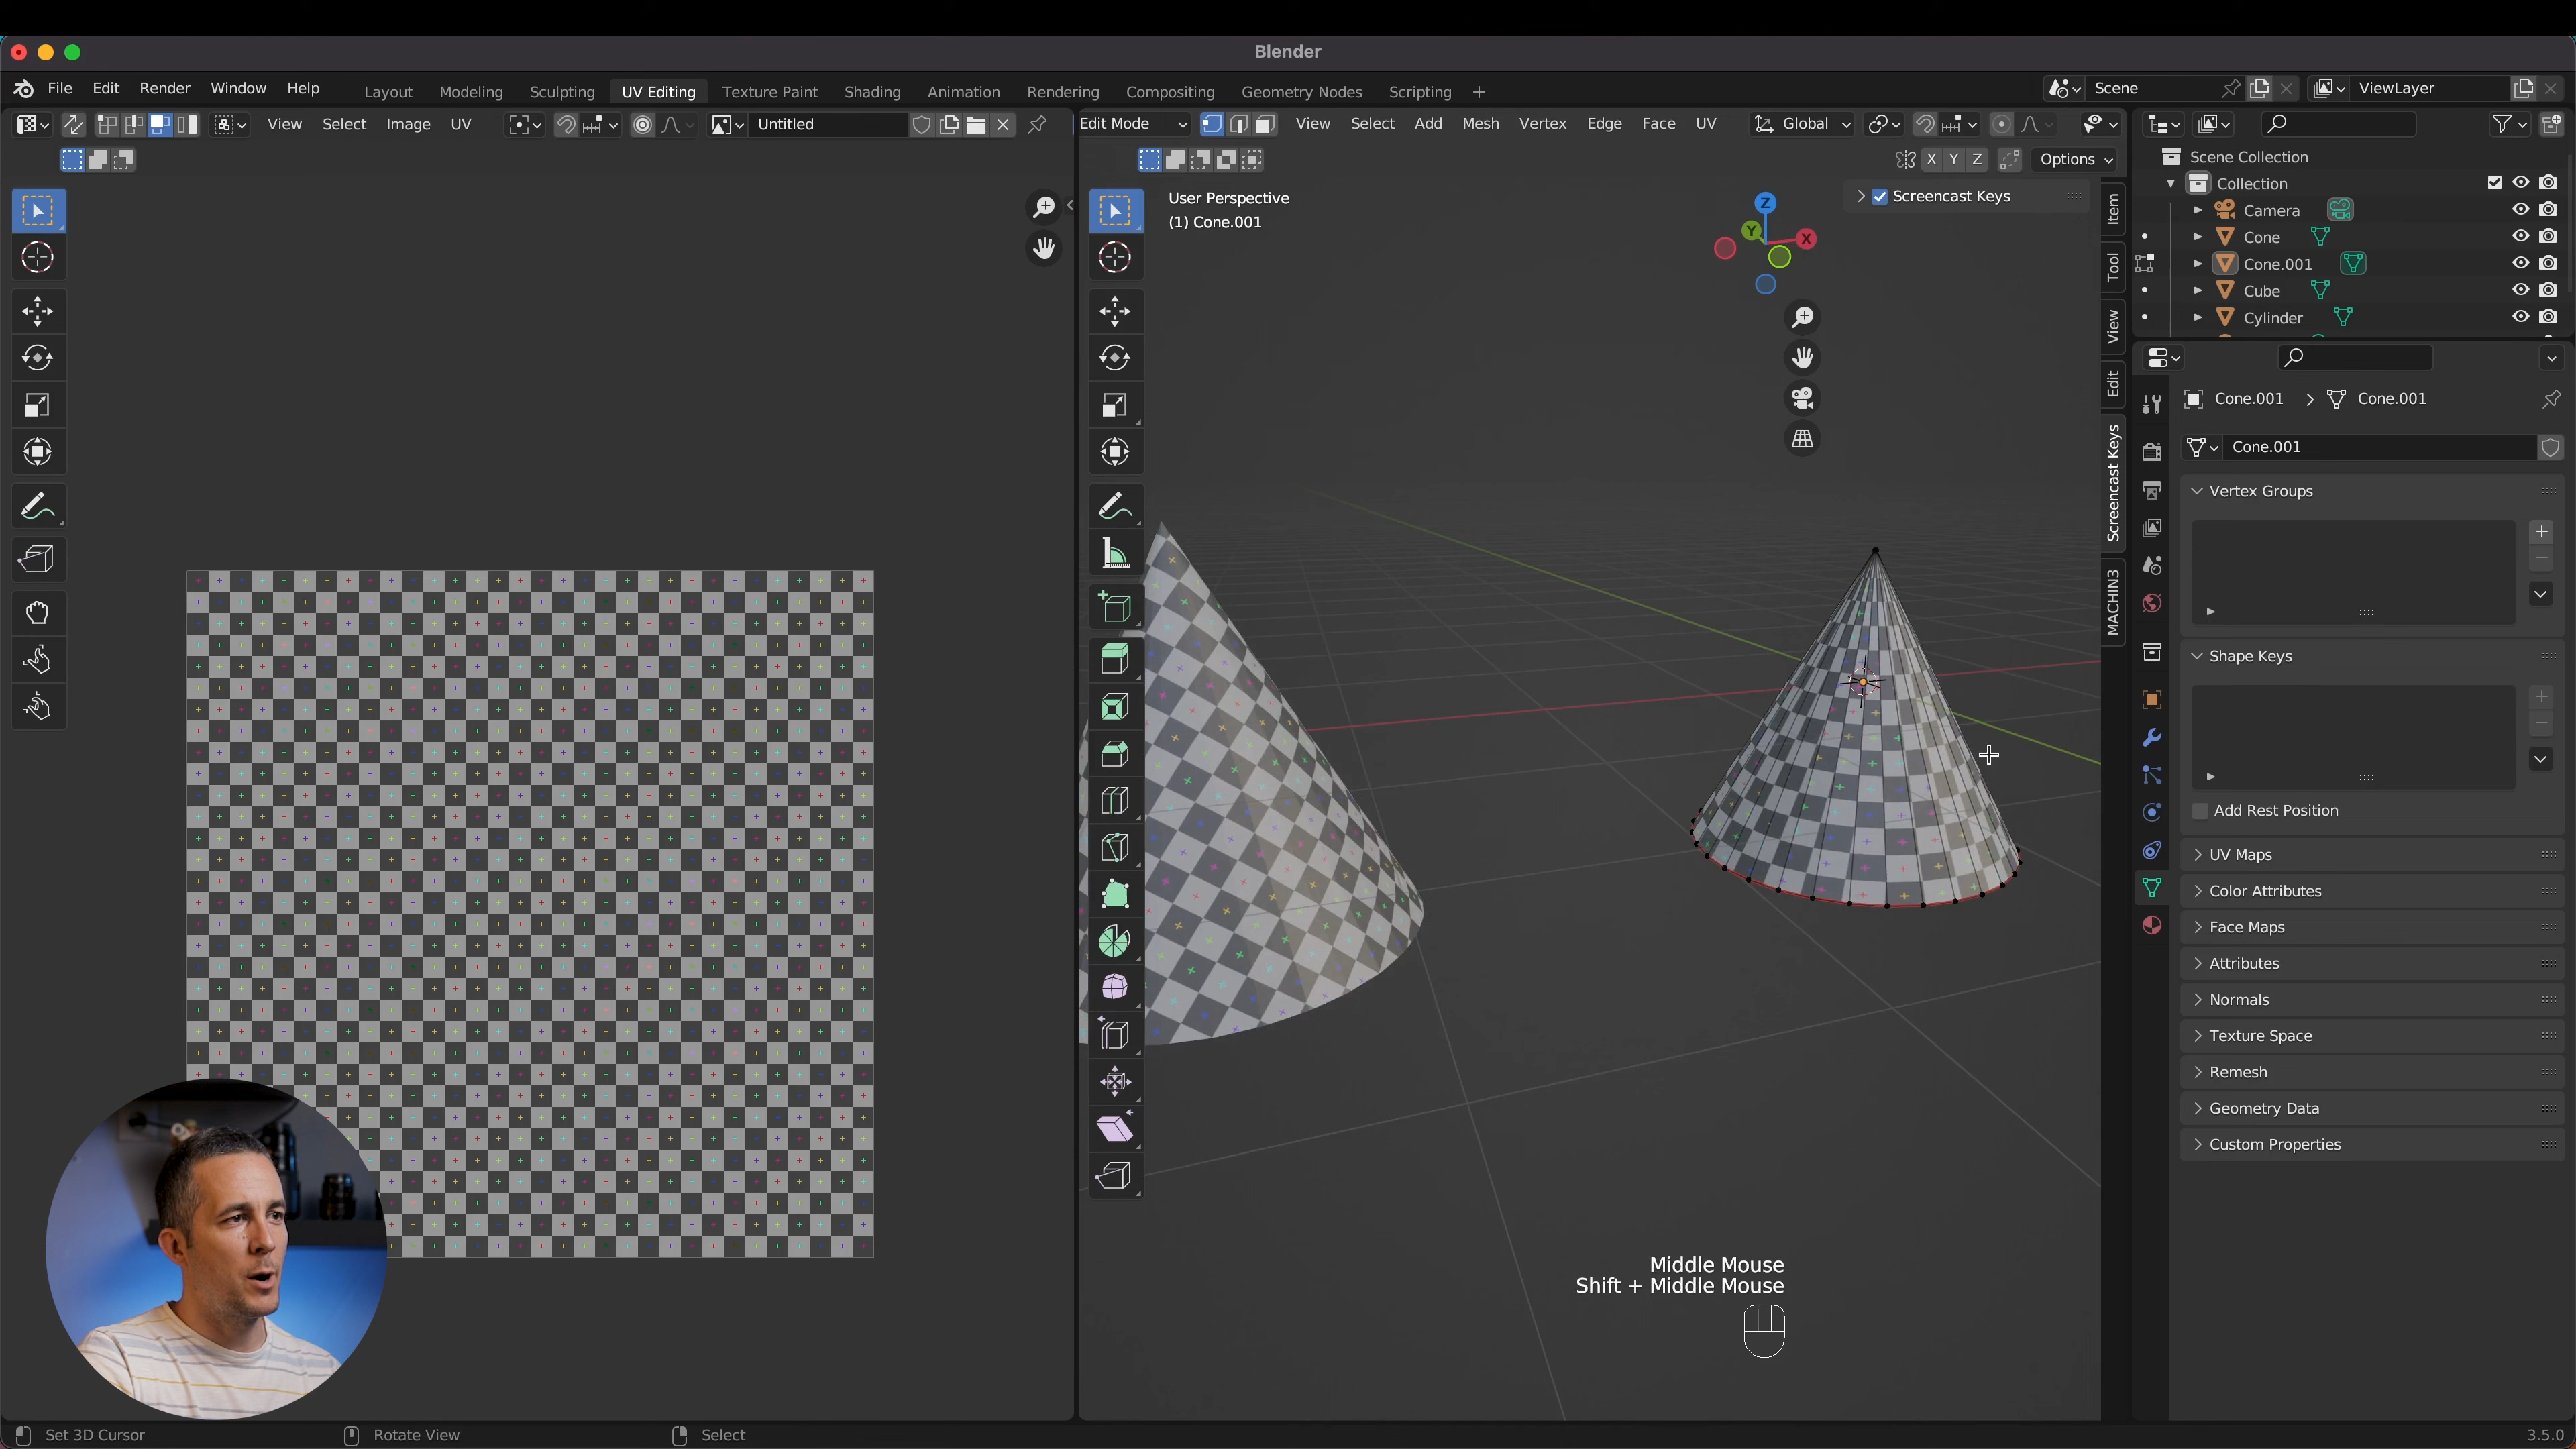 Blender
File Edit Render Window Help Layout Modeling Sculpting UV Editing Texture Paint Shading Animation Rendering Compositing Geometry Nodes Scripting + Scene ViewLayer
View Select Image UV Untitled Edit Mode View Select Add Mesh Vertex Edge Face UV Global
X Y Z Options
User Perspective
(1) Cone.001
Screencast Keys
Z
Y
X
Item
Tool
View
Edit
Screencast Keys
MACHIN3
Scene Collection
Collection
Camera
Cone
Cone.001
Cube
Cylinder
Cone.001 > Cone.001
Cone.001
Vertex Groups
Shape Keys
Add Rest Position
UV Maps
Color Attributes
Face Maps
Attributes
Normals
Texture Space
Remesh
Geometry Data
Custom Properties
Middle Mouse
Shift + Middle Mouse
Set 3D Cursor Rotate View Select 3.5.0